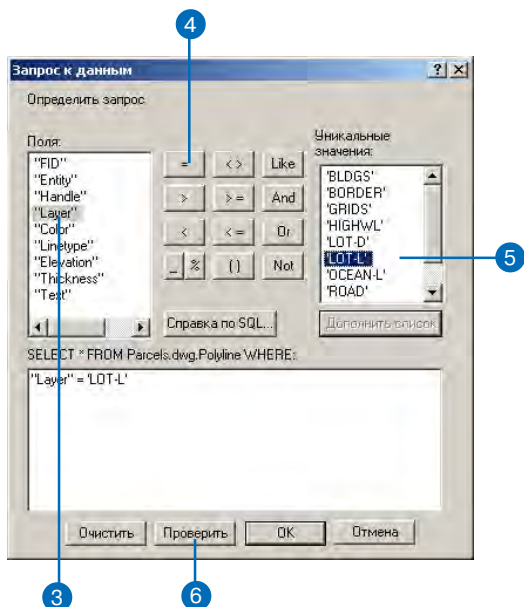 4
Запрос к данным
Определить запрос
Поля:
"FID"
"Entity"
"Handle"
"Layer"
"Color"
"Linetype"
"Elevation"
"Thickness"
"Text"
= < > Like
> > = And
< < = Or
_ % ( ) Not
Справка по SQL...
Уникальные
значения:
'BLDGS'
'BORDER'
'GRIDS'
'HIGHWL'
'LOT-D'
'LOT-L'
'OCEAN-L'
'ROAD'
5
Дополнить список
SELECT * FROM Parcels.dwg.Polyline WHERE:
"Layer" = 'LOT-L'
Очистить Проверить OK Отмена
3 6